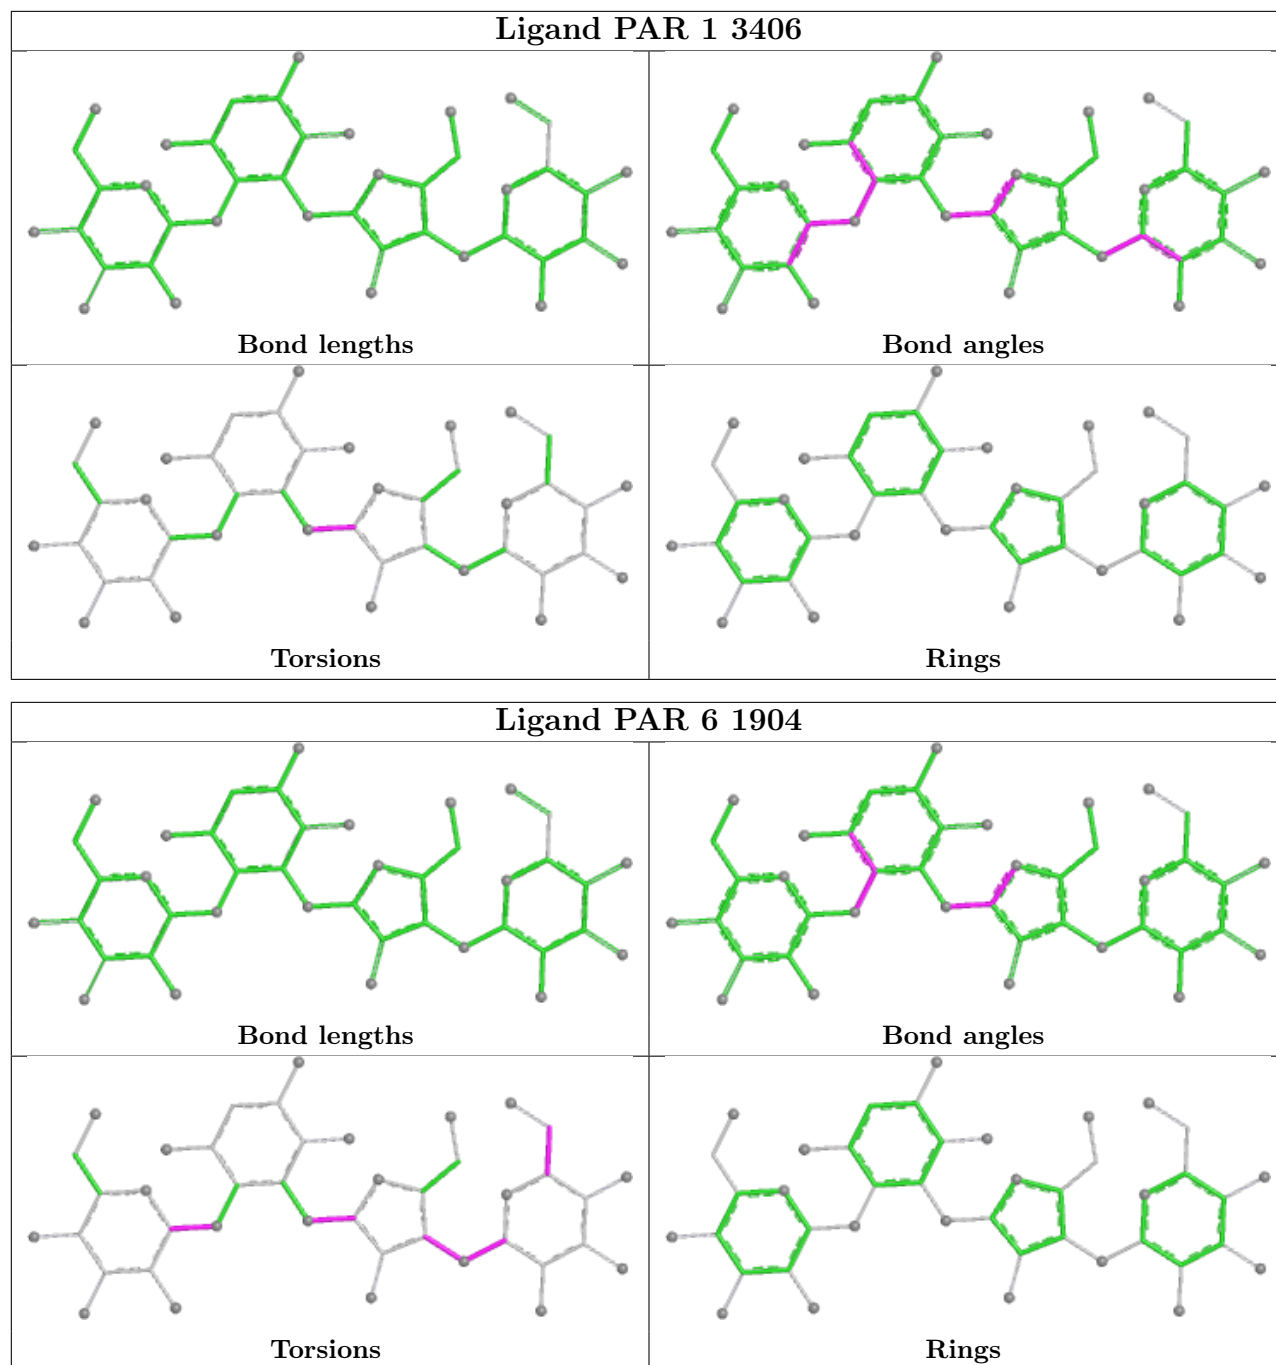 Ligand PAR 1 3406
Bond lengths
Bond angles
Torsions
Rings
Ligand PAR 6 1904
Bond lengths
Bond angles
Torsions
Rings